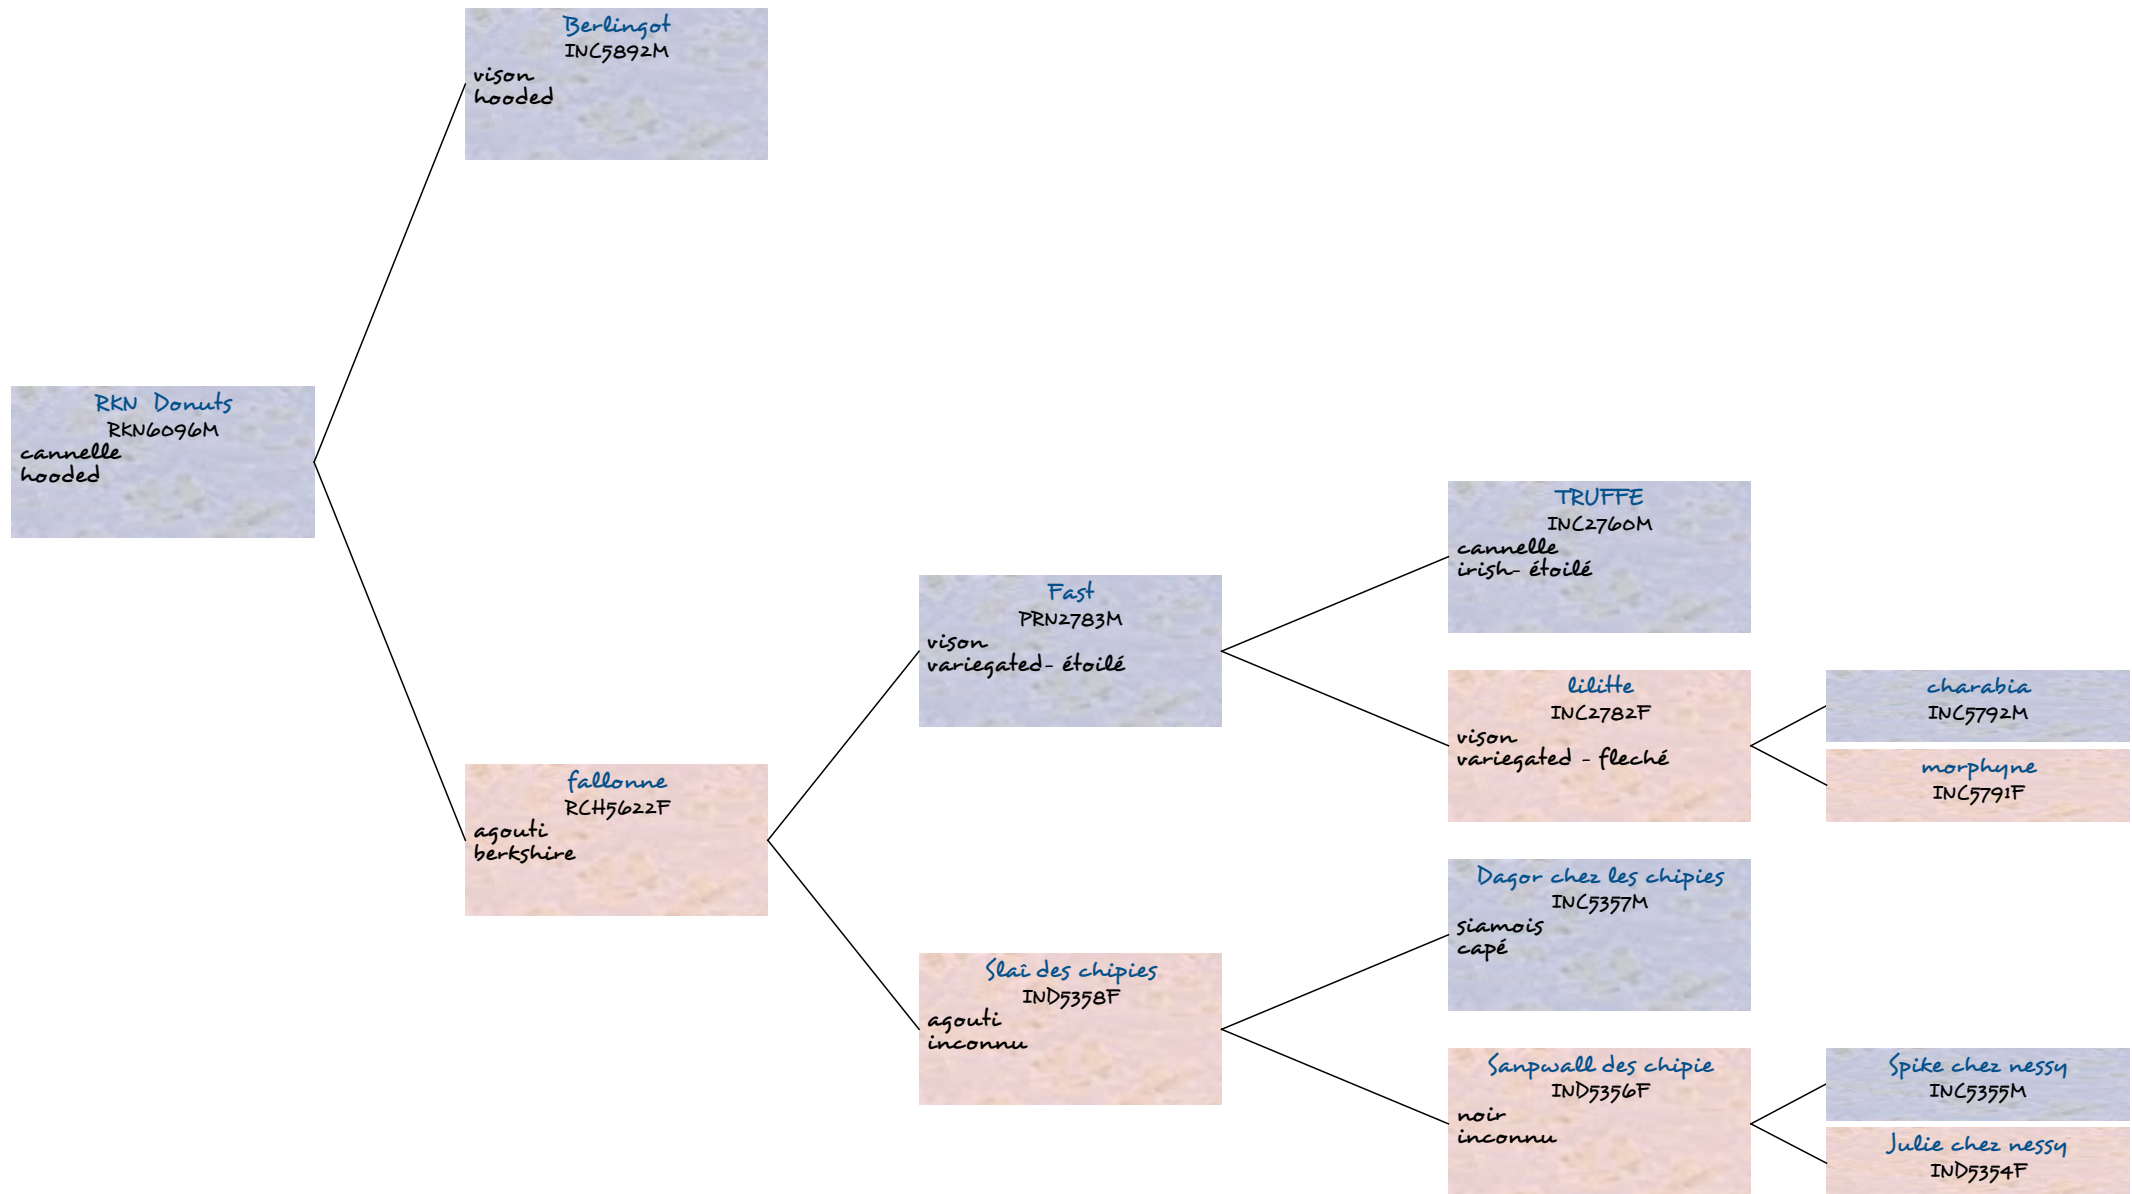 Berlingot
INC5892M
vison
hooded
RKN Donuts
RKN6096M
cannelle
hooded
fallonne
RCH5622F
agouti
berkshire
Fast
PRN2783M
vison
variegated- étoilé
Slaî des chipies
IND5358F
agouti
inconnu
TRUFFE
INC2760M
cannelle
irish- étoilé
lilitte
INC2782F
vison
variegated - fleché
Dagor chez les chipies
INC5357M
siamois
capé
Sanpwall des chipie
IND5356F
noir
inconnu
charabia
INC5792M
morphyne
INC5791F
Spike chez nessy
INC5355M
Julie chez nessy
IND5354F